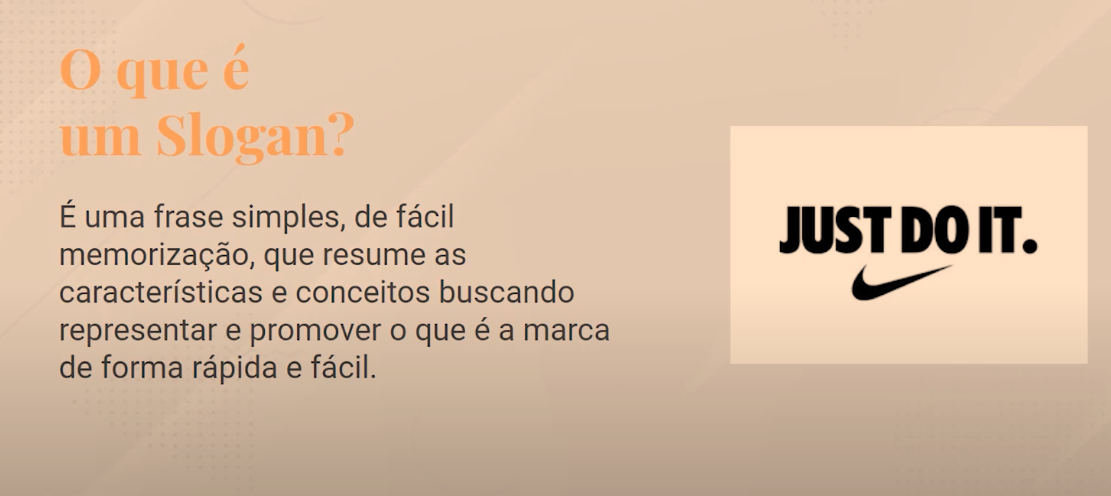 O que é
um Slogan?
É uma frase simples, de fácil
memorização, que resume as
características e conceitos buscando
representar e promover o que é a marca
de forma rápida e fácil.
JUST DO IT.